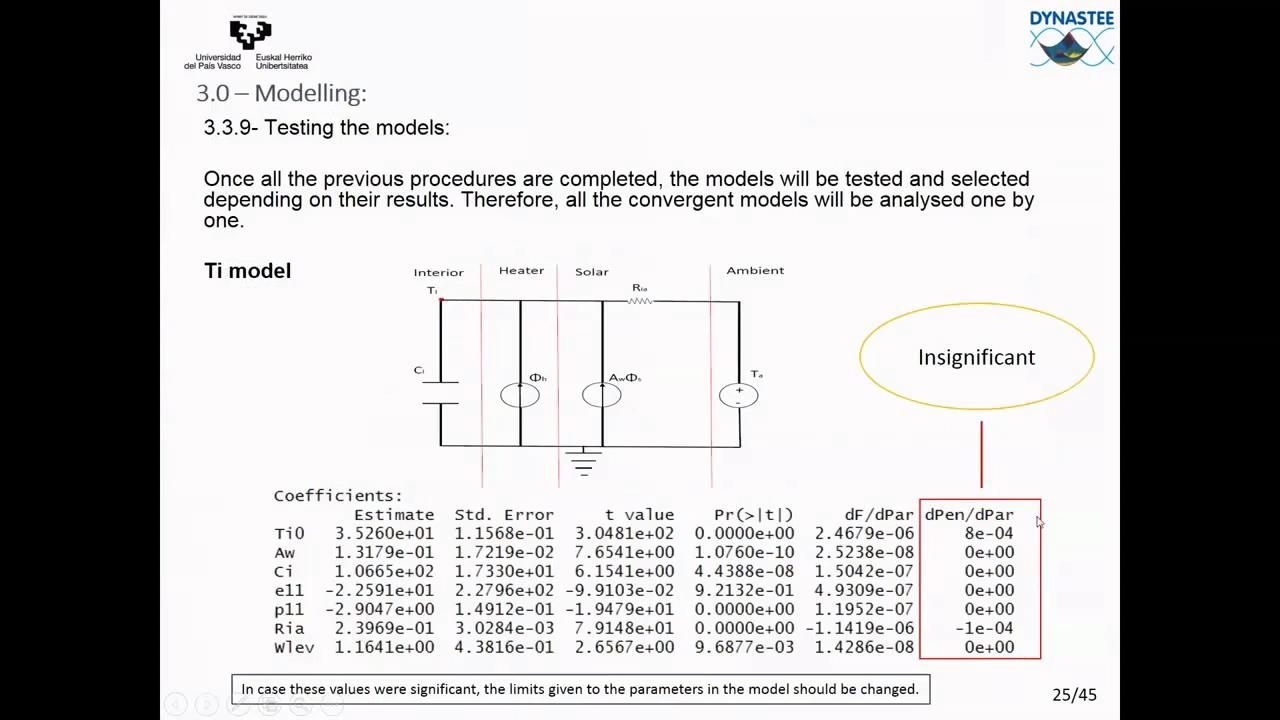 Universidad Euskal Herriko
del País Vasco Unibertsitatea
DYNASTEE
3.0 – Modelling:
3.3.9- Testing the models:
Once all the previous procedures are completed, the models will be tested and selected
depending on their results. Therefore, all the convergent models will be analysed one by
one.
Ti model
Interior Heater Solar Ambient
Ti Ria
Ci Φh AwΦs Ta
+
-
Insignificant
Coefficients:
Estimate Std. Error t value Pr(>|t|) dF/dPar dPen/dPar
Ti0 3.5260e+01 1.1568e-01 3.0481e+02 0.0000e+00 2.4679e-06 8e-04
Aw 1.3179e-01 1.7219e-02 7.6541e+00 1.0760e-10 2.5238e-08 0e+00
Ci 1.0665e+02 1.7330e+01 6.1541e+00 4.4388e-08 1.5042e-07 0e+00
e11 -2.2591e+01 2.2796e+02 -9.9103e-02 9.2132e-01 4.9309e-07 0e+00
p11 -2.9047e+00 1.4912e-01 -1.9479e+01 0.0000e+00 1.1952e-07 0e+00
Ria 2.3969e-01 3.0284e-03 7.9148e+01 0.0000e+00 -1.1419e-06 -1e-04
Wlev 1.1641e+00 4.3816e-01 2.6567e+00 9.6877e-03 1.4286e-08 0e+00
In case these values were significant, the limits given to the parameters in the model should be changed.
25/45